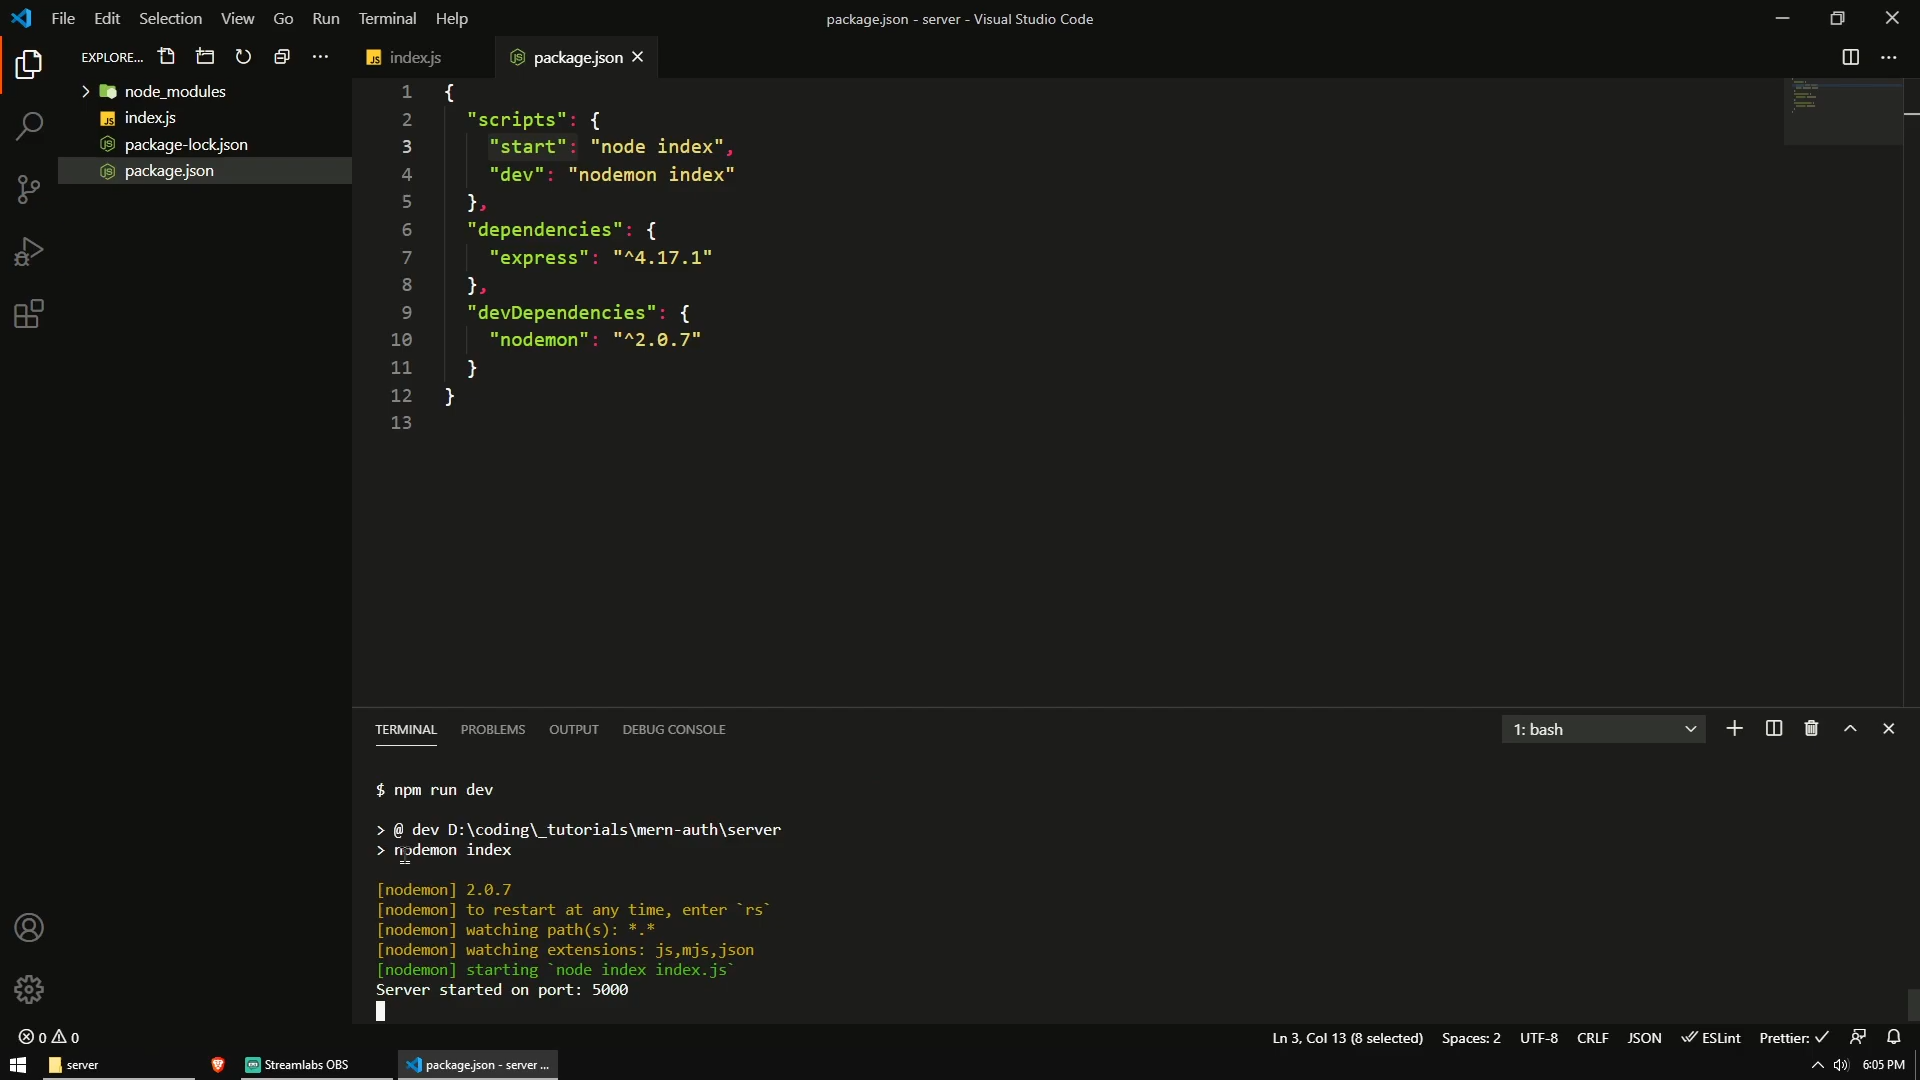 File Edit Selection View Go Run Terminal Help
package.json - server - Visual Studio Code
EXPLORE...
index.js
package.json
node_modules
index.js
package-lock.json
package.json
1 {
2 "scripts": {
3 "start": "node index",
4 "dev": "nodemon index"
5 },
6 "dependencies": {
7 "express": "^4.17.1"
8 },
9 "devDependencies": {
10 "nodemon": "^2.0.7"
11 }
12 }
13
TERMINAL PROBLEMS OUTPUT DEBUG CONSOLE
1: bash
$ npm run dev
> @ dev D:\coding\_tutorials\mern-auth\server
> nodemon index
[nodemon] 2.0.7
[nodemon] to restart at any time, enter `rs`
[nodemon] watching path(s): *.*
[nodemon] watching extensions: js,mjs,json
[nodemon] starting `node index index.js`
Server started on port: 5000
0 0
Ln 3, Col 13 (8 selected) Spaces: 2 UTF-8 CRLF JSON ESLint Prettier:
server
Streamlabs OBS
package.json - server ...
6:05 PM